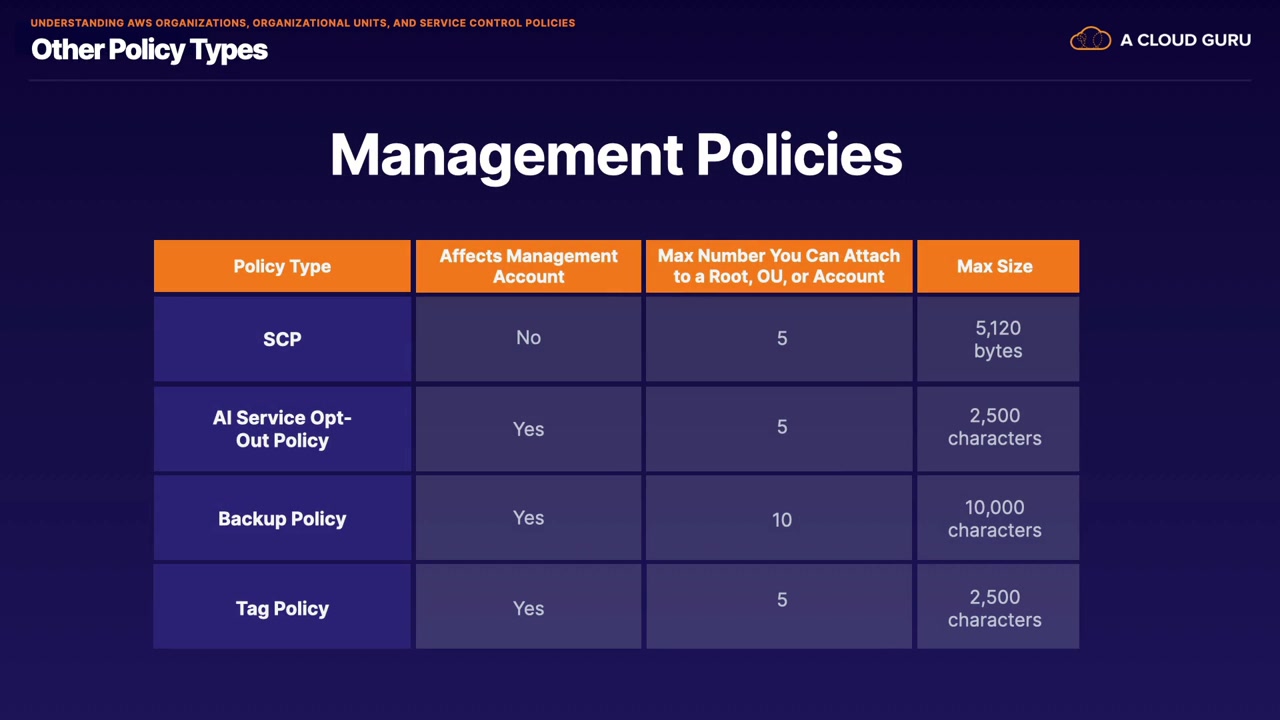 UNDERSTANDING AWS ORGANIZATIONS, ORGANIZATIONAL UNITS, AND SERVICE CONTROL POLICIES
Other Policy Types
A CLOUD GURU
Management Policies
Policy Type
Affects Management
Account
Max Number You Can Attach
to a Root, OU, or Account
Max Size
SCP
No
5
5,120
bytes
AI Service Opt-
Out Policy
Yes
5
2,500
characters
Backup Policy
Yes
10
10,000
characters
Tag Policy
Yes
5
2,500
characters